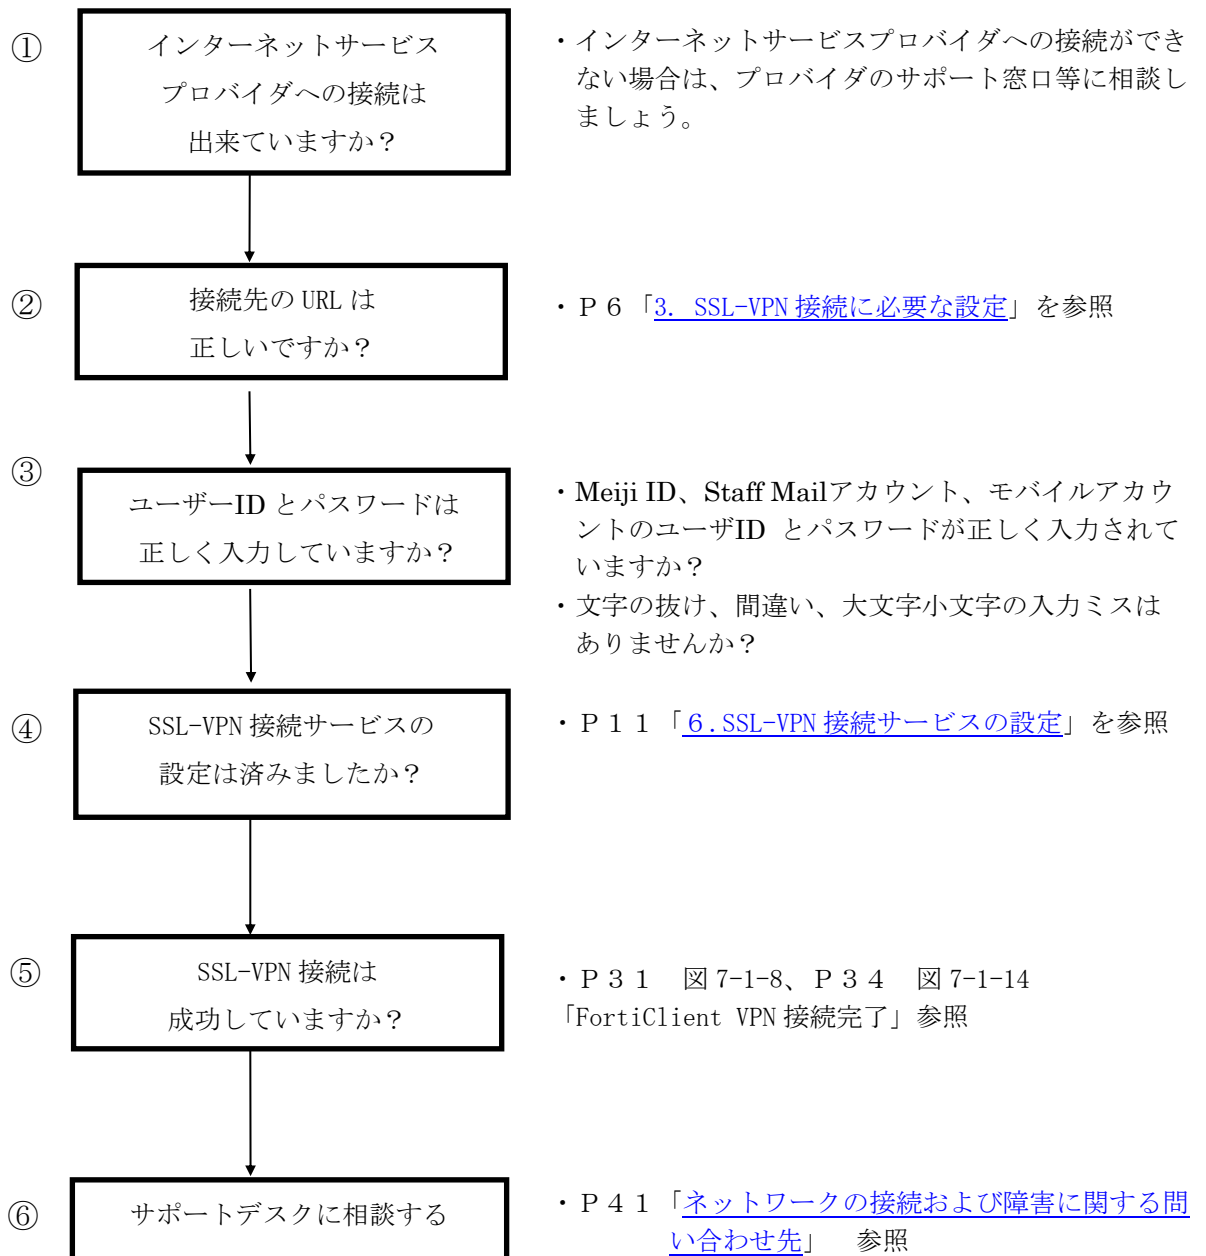 ①
インターネットサービス
プロバイダへの接続は
出来ていますか？
・インターネットサービスプロバイダへの接続ができ
ない場合は、プロバイダのサポート窓口等に相談し
ましょう。
②
接続先の URL は
正しいですか？
・Ｐ６「3. SSL-VPN 接続に必要な設定」を参照
③
ユーザーID とパスワードは
正しく入力していますか？
・Meiji ID、Staff Mailアカウント、モバイルアカウ
ントのユーザID とパスワードが正しく入力されて
いますか？
・文字の抜け、間違い、大文字小文字の入力ミスは
ありませんか？
④
SSL-VPN 接続サービスの
設定は済みましたか？
・Ｐ１１「６.SSL-VPN 接続サービスの設定」を参照
⑤
SSL-VPN 接続は
成功していますか？
・Ｐ３１　図 7-1-8、Ｐ３４　図 7-1-14
「FortiClient VPN 接続完了」参照
⑥
サポートデスクに相談する
・Ｐ４１「ネットワークの接続および障害に関する問
い合わせ先」　参照